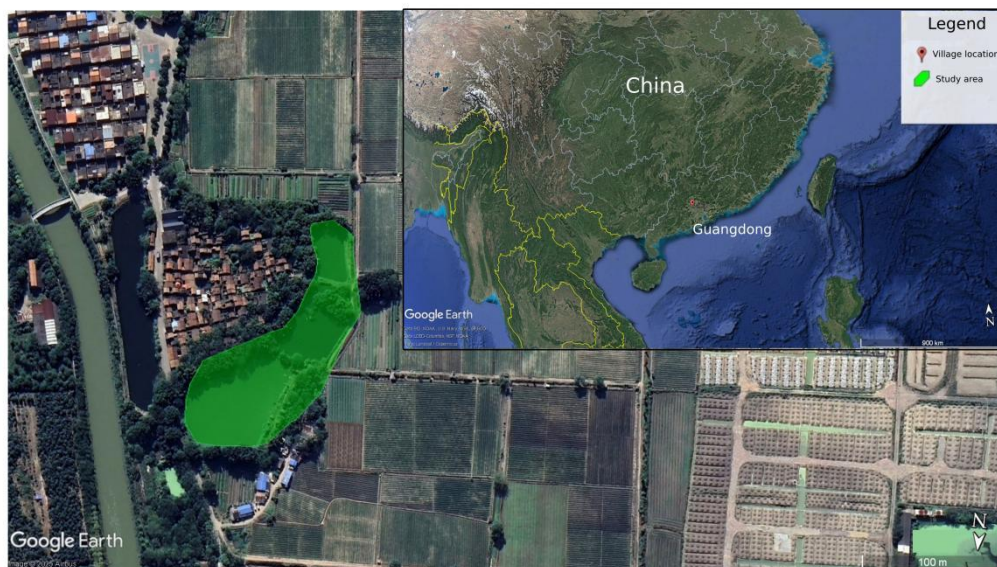 Legend
Village location
Study area
China
Guangdong
Google Earth
900 km
N
Google Earth
100 m